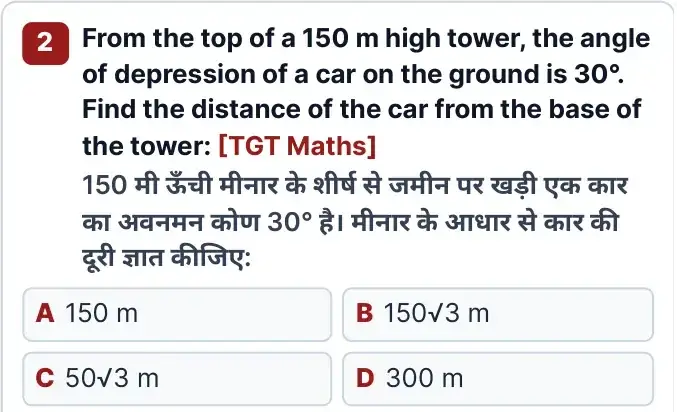 2 From the top of a 150 m high tower, the angle
of depression of a car on the ground is 30°.
Find the distance of the car from the base of
the tower: [TGT Maths]
150 मी ऊँची मीनार के शीर्ष से जमीन पर खड़ी एक कार
का अवनमन कोण 30° है। मीनार के आधार से कार की
दूरी ज्ञात कीजिए:
A 150 m B 150√3 m
C 50√3 m D 300 m